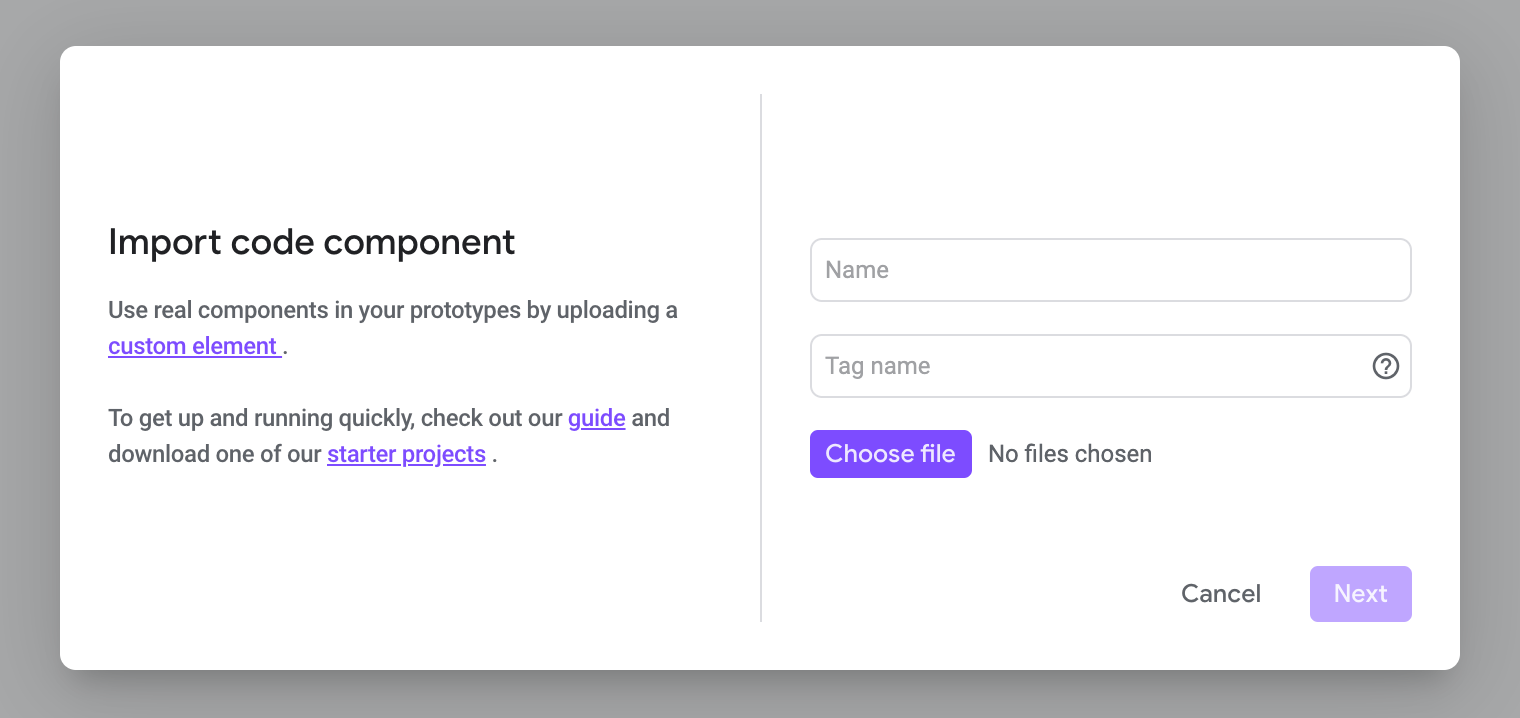 Import code component
Use real components in your prototypes by uploading a
custom element .
To get up and running quickly, check out our guide and
download one of our starter projects .
Name
Tag name
Choose file No files chosen
Cancel Next